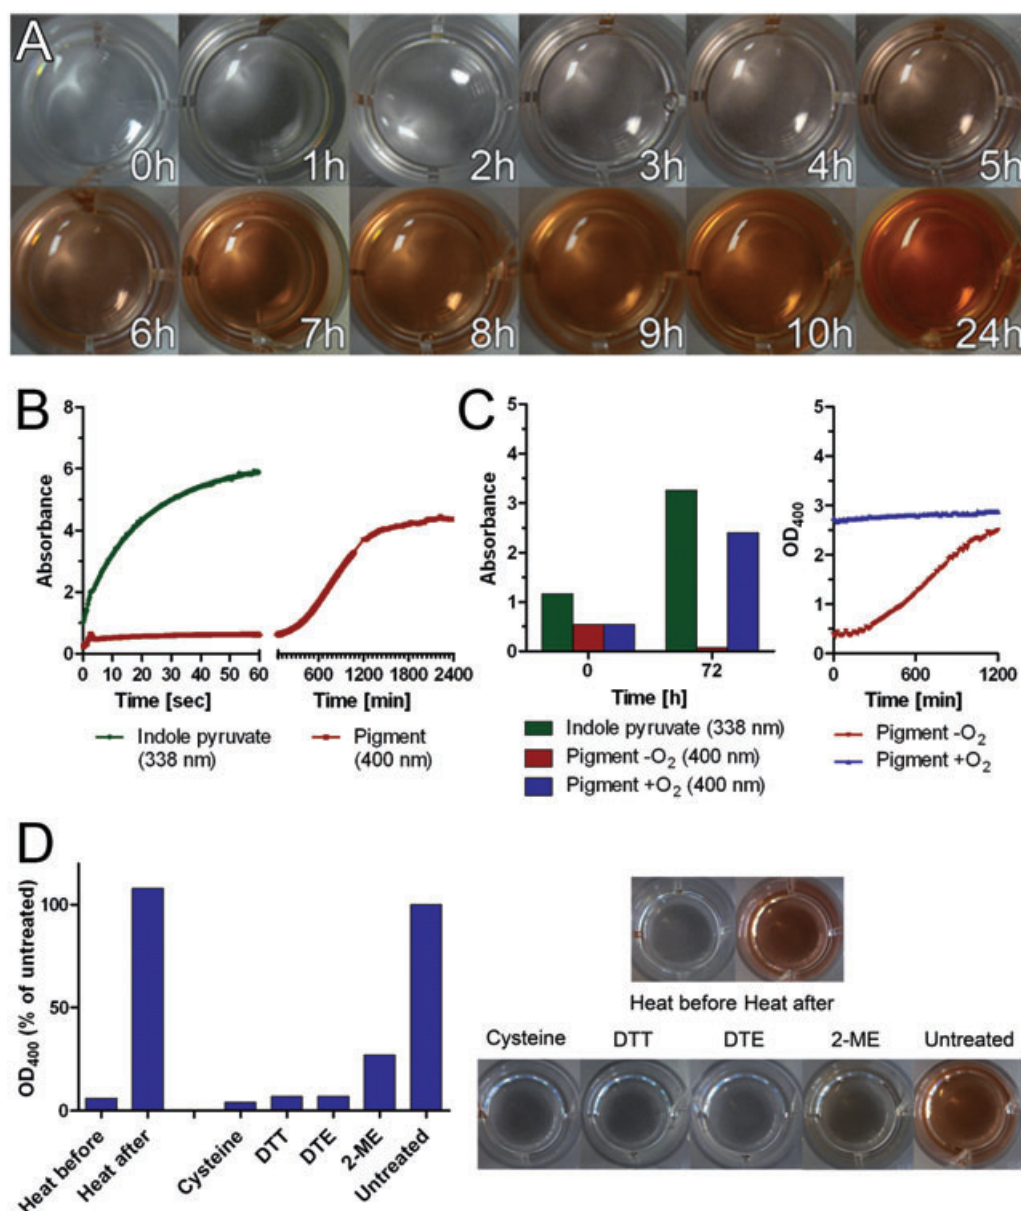 A
0h 1h 2h 3h 4h 5h
6h 7h 8h 9h 10h 24h
B
8
6
4
2
0
Absorbance
0 10 20 30 40 50 60
Time [sec]
600 1200 1800 2400
Time [min]
Indole pyruvate
(338 nm)
Pigment
(400 nm)
C
5
4
3
2
1
0
Absorbance
0 72
Time [h]
Indole pyruvate (338 nm)
Pigment -O₂ (400 nm)
Pigment +O₂ (400 nm)
5
4
3
2
1
0
OD₄₀₀
0 600 1200
Time [min]
Pigment -O₂
Pigment +O₂
D
100
50
0
OD₄₀₀ (% of untreated)
Heat before
Heat after
Cysteine
DTT
DTE
2-ME
Untreated
Heat before Heat after
Cysteine DTT DTE 2-ME Untreated